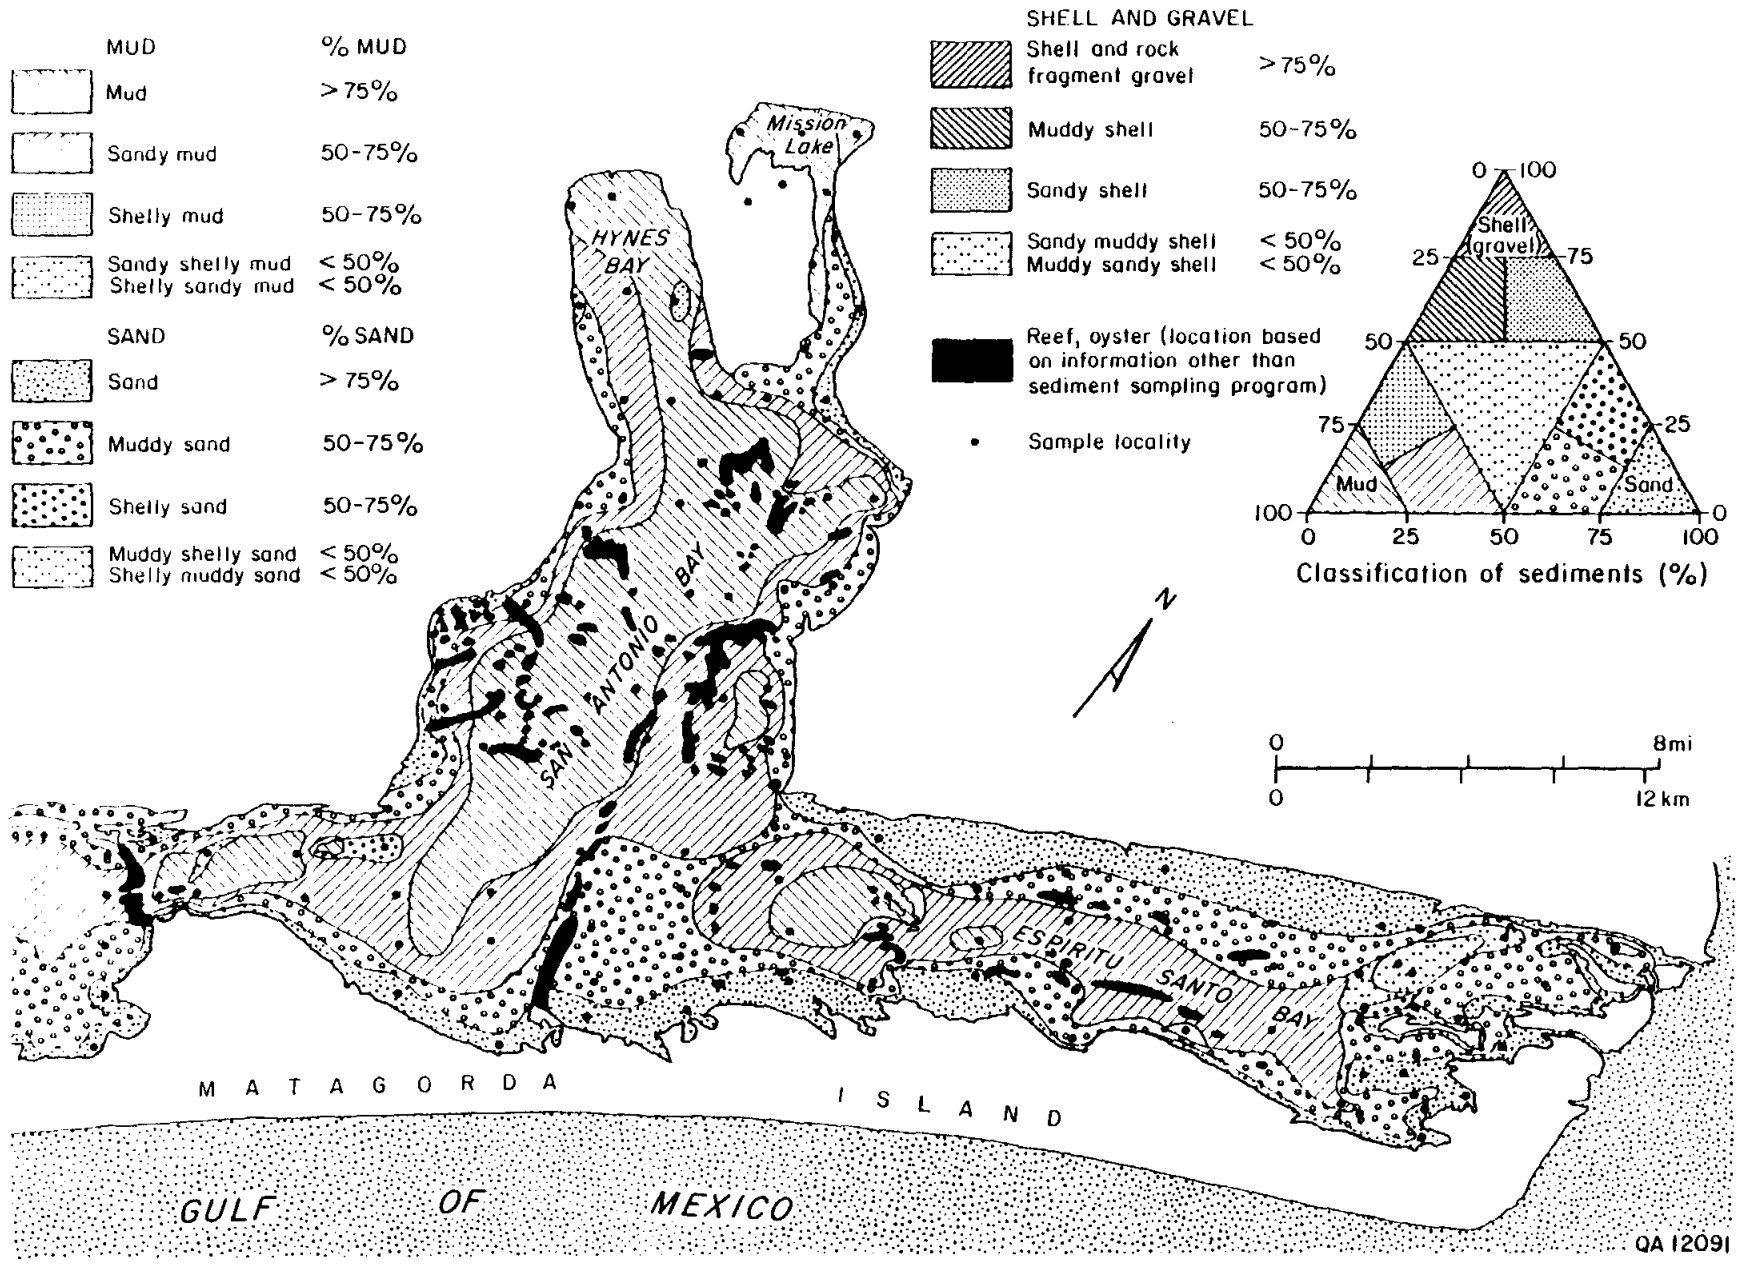 MUD % MUD
Mud > 75%
Sandy mud 50-75%
Shelly mud 50-75%
Sandy shelly mud < 50%
Shelly sandy mud < 50%
SAND % SAND
Sand > 75%
Muddy sand 50-75%
Shelly sand 50-75%
Muddy shelly sand < 50%
Shelly muddy sand < 50%
SHELL AND GRAVEL
Shell and rock
fragment gravel > 75%
Muddy shell 50-75%
Sandy shell 50-75%
Sandy muddy shell < 50%
Muddy sandy shell < 50%
Reef, oyster (location based
on information other than
sediment sampling program)
Sample locality
0 100
Shell
(gravel)
25 75
50 50
75 25
Mud Sand
100 0
0 25 50 75 100
Classification of sediments (%)
Mission
Lake
HYNES
BAY
SAN ANTONIO BAY
N
0 8mi
0 12km
ESPIRITU SANTO BAY
MATAGORDA ISLAND
GULF OF MEXICO
QA12091